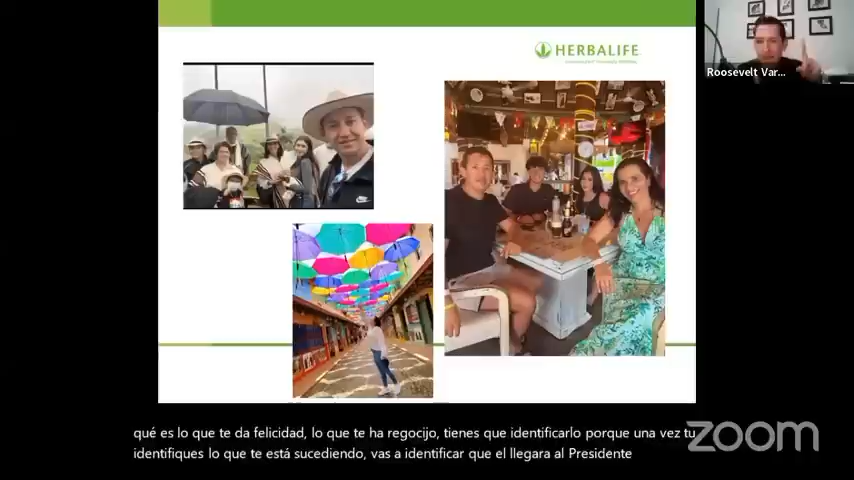 HERBALIFE
Roosevelt Var...
qué es lo que te da felicidad, lo que te ha regocijo, tienes que identificarlo porque una vez tu
identifiques lo que te está sucediendo, vas a identificar que el llegara al Presidente
zoom